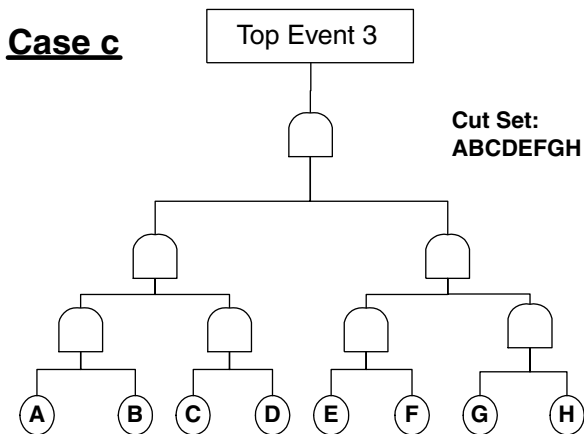 Case c
Top Event 3
Cut Set:
ABCDEFGH
A B C D E F G H